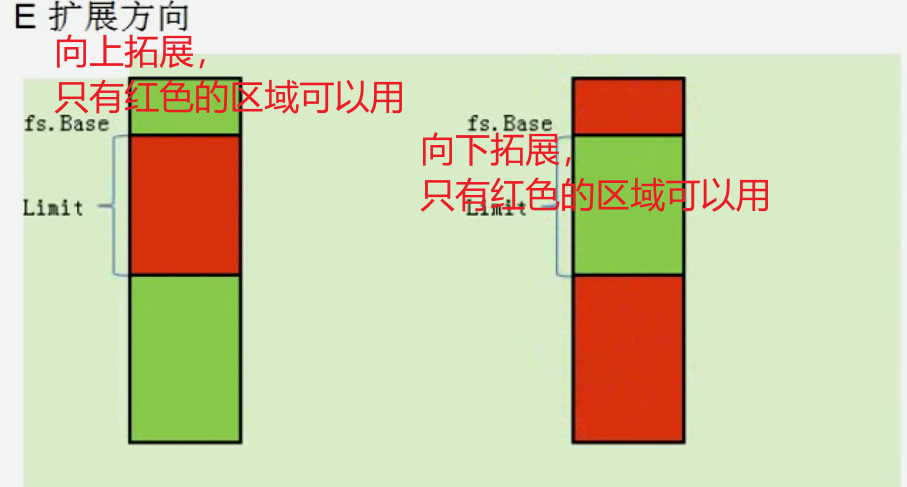 E 扩展方向
向上拓展，
只有红色的区域可以用
fs.Base
Limit
fs.Base
向下拓展，
只有红色的区域可以用
Limit